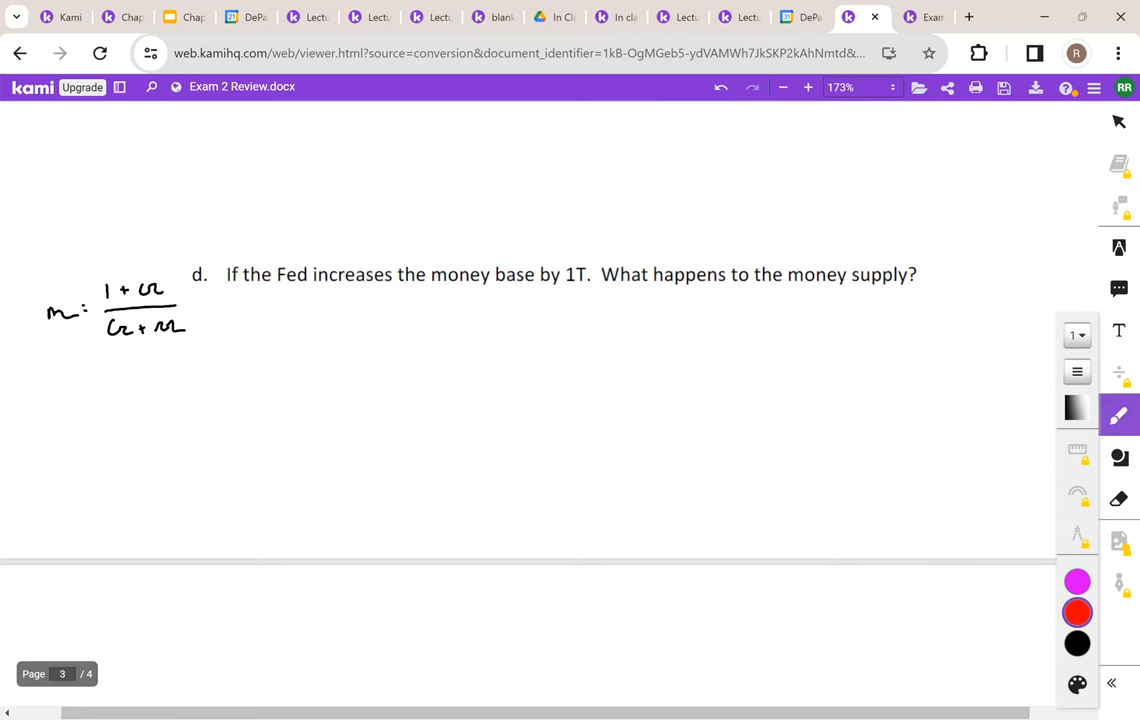 Kami
Chap
Chap
DePa
Lectu
Lectu
Lectu
blank
In Cla
In cla
Lectu
Lectu
DePa
Exam
web.kamihq.com/web/viewer.html?source=conversion&document_identifier=1kB-OgMGeb5-ydVAMWh7JkSKP2kAhNmtd&...
R
kami Upgrade Exam 2 Review.docx 173% RR
d. If the Fed increases the money base by 1T. What happens to the money supply?
1 + cr
m =
cr + rr
T
1
Page 3 / 4